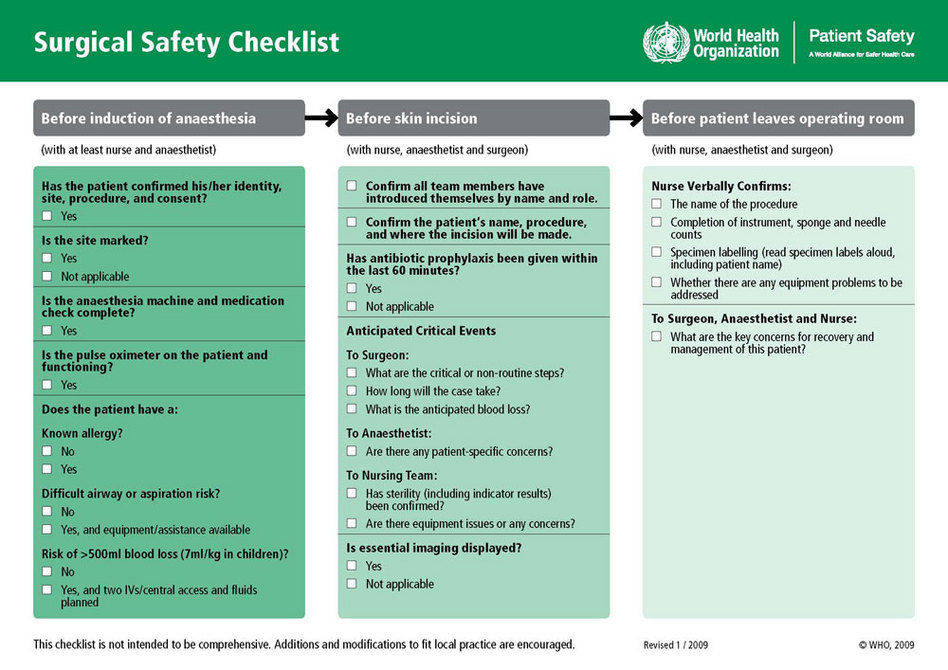 Surgical Safety Checklist
World Health
Organization
Patient Safety
A World Alliance for Safer Health Care
Before induction of anaesthesia
(with at least nurse and anaesthetist)
Has the patient confirmed his/her identity,
site, procedure, and consent?
Yes
Is the site marked?
Yes
Not applicable
Is the anaesthesia machine and medication
check complete?
Yes
Is the pulse oximeter on the patient and
functioning?
Yes
Does the patient have a:
Known allergy?
No
Yes
Difficult airway or aspiration risk?
No
Yes, and equipment/assistance available
Risk of >500ml blood loss (7ml/kg in children)?
No
Yes, and two IVs/central access and fluids
planned
Before skin incision
(with nurse, anaesthetist and surgeon)
Confirm all team members have
introduced themselves by name and role.
Confirm the patient's name, procedure,
and where the incision will be made.
Has antibiotic prophylaxis been given within
the last 60 minutes?
Yes
Not applicable
Anticipated Critical Events
To Surgeon:
What are the critical or non-routine steps?
How long will the case take?
What is the anticipated blood loss?
To Anaesthetist:
Are there any patient-specific concerns?
To Nursing Team:
Has sterility (including indicator results)
been confirmed?
Are there equipment issues or any concerns?
Is essential imaging displayed?
Yes
Not applicable
Before patient leaves operating room
(with nurse, anaesthetist and surgeon)
Nurse Verbally Confirms:
The name of the procedure
Completion of instrument, sponge and needle
counts
Specimen labelling (read specimen labels aloud,
including patient name)
Whether there are any equipment problems to be
addressed
To Surgeon, Anaesthetist and Nurse:
What are the key concerns for recovery and
management of this patient?
This checklist is not intended to be comprehensive. Additions and modifications to fit local practice are encouraged.
Revised 1 / 2009
© WHO, 2009